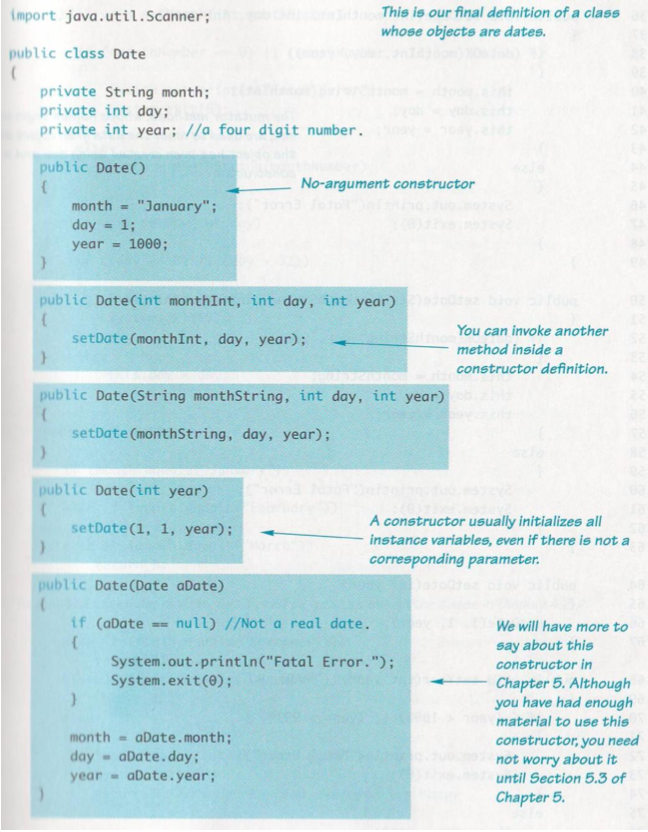 import java.util.Scanner;
This is our final definition of a class
whose objects are dates.
public class Date
{
private String month;
private int day;
private int year; //a four digit number.
public Date()
{
No-argument constructor
month = "January";
day = 1;
year = 1000;
}
public Date(int monthInt, int day, int year)
{
setDate(monthInt, day, year);
}
You can invoke another
method inside a
constructor definition.
public Date(String monthString, int day, int year)
{
setDate(monthString, day, year);
}
public Date(int year)
{
setDate(1, 1, year);
}
A constructor usually initializes all
instance variables, even if there is not a
corresponding parameter.
public Date(Date aDate)
{
if (aDate == null) //Not a real date.
{
System.out.println("Fatal Error.");
System.exit(0);
}
month = aDate.month;
day = aDate.day;
year = aDate.year;
}
We will have more to
say about this
constructor in
Chapter 5. Although
you have had enough
material to use this
constructor, you need
not worry about it
until Section 5.3 of
Chapter 5.